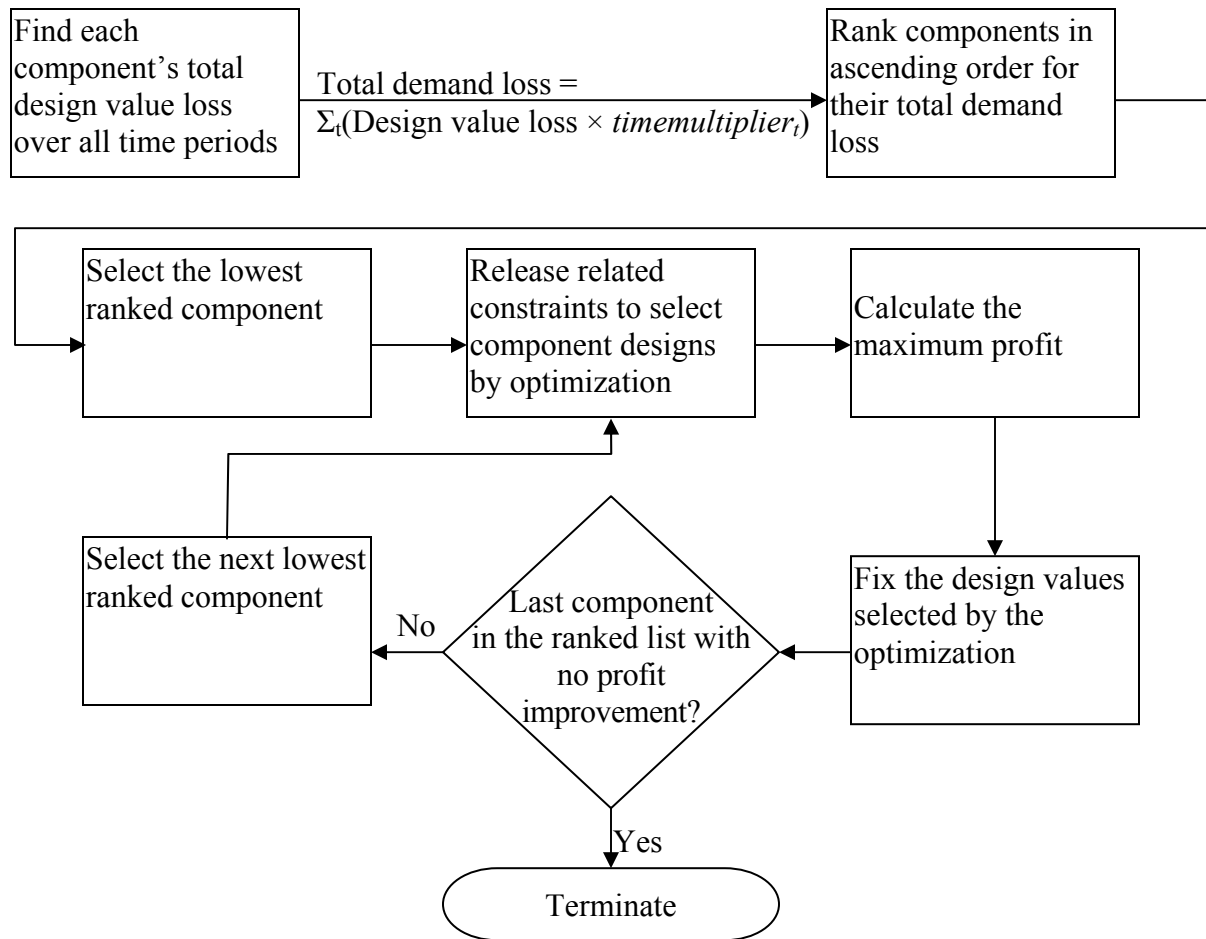 Find each
component’s total
design value loss
over all time periods
Total demand loss =
Σt(Design value loss × timemultipliert)
Rank components in
ascending order for
their total demand
loss
Select the lowest
ranked component
Release related
constraints to select
component designs
by optimization
Calculate the
maximum profit
Select the next lowest
ranked component
No
Last component
in the ranked list with
no profit
improvement?
Fix the design values
selected by the
optimization
Yes
Terminate